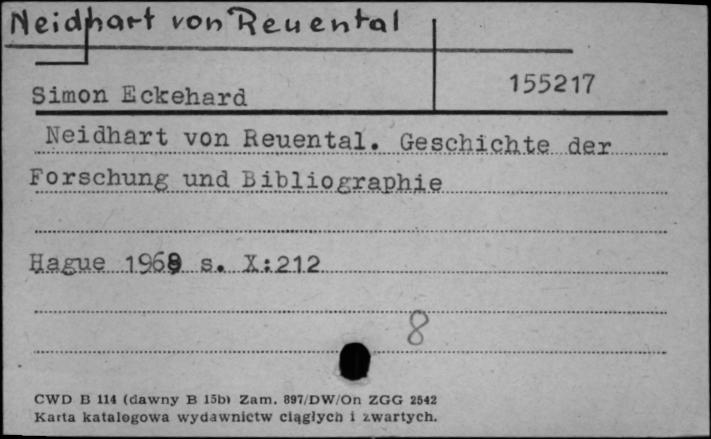 Neidhart von Reuental
Simon Eckehard
155217
Neidhart von Reuental. Geschichte der
Forschung und Bibliographie
Hague 1968 s. X:212
8
CWD B 114 (dawny B 15b) Zam. 897/DW/On ZGG 2542
Karta katalogowa wydawnictw ciągłych i zwartych.